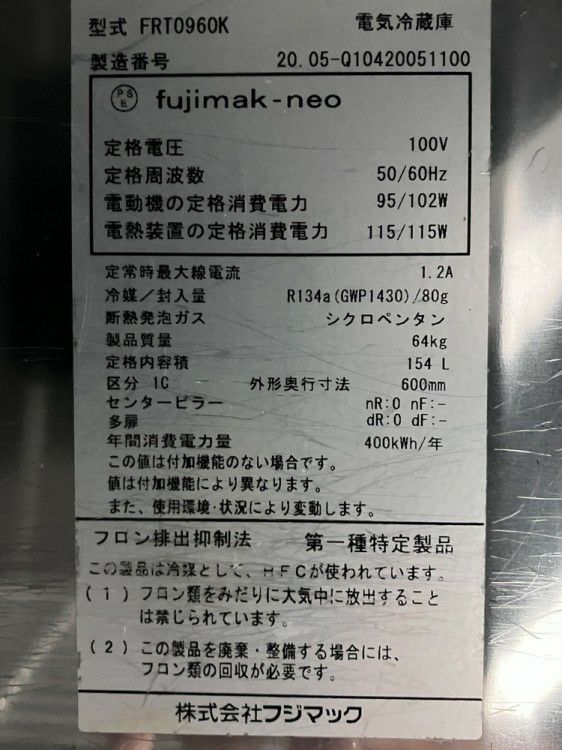 型式 FRT0960K 電気冷蔵庫
製造番号 20.05-Q10420051100
PS E fujimak-neo
定格電圧 100V
定格周波数 50/60Hz
電動機の定格消費電力 95/102W
電熱装置の定格消費電力 115/115W
定常時最大線電流 1.2A
冷媒/封入量 R134a(GWP1430)/80g
断熱発泡ガス シクロペンタン
製品質量 64kg
定格内容積 154 L
区分 1C 外形奥行寸法 600mm
センターピラー nR:0 nF:-
多扉 dR:0 dF:-
年間消費電力量 400kWh/年
この値は付加機能のない場合です。
値は付加機能により異なります。
また、使用環境・状況により変動します。
フロン排出抑制法 第一種特定製品
この製品は冷媒として、HFCが使われています。
(1) フロン類をみだりに大気中に放出すること
は禁じられています。
(2) この製品を廃棄・整備する場合には、
フロン類の回収が必要です。
株式会社フジマック